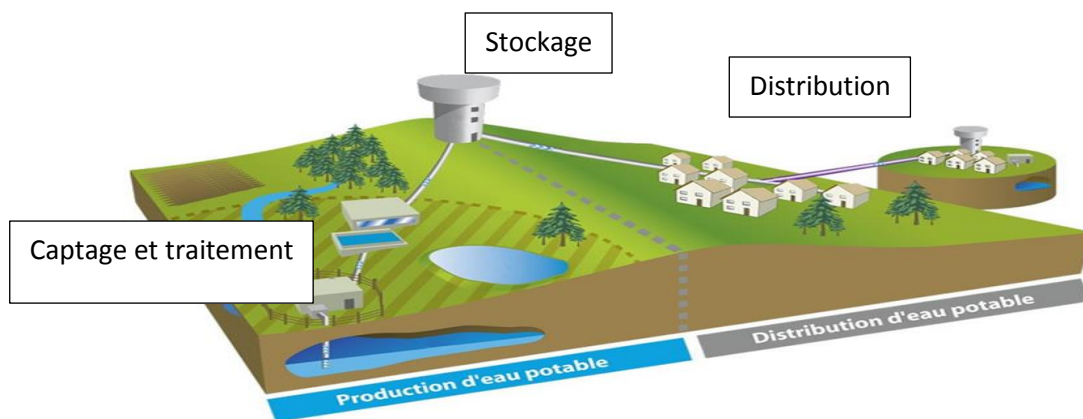 Stockage
Distribution
Captage et traitement
Production d'eau potable
Distribution d'eau potable